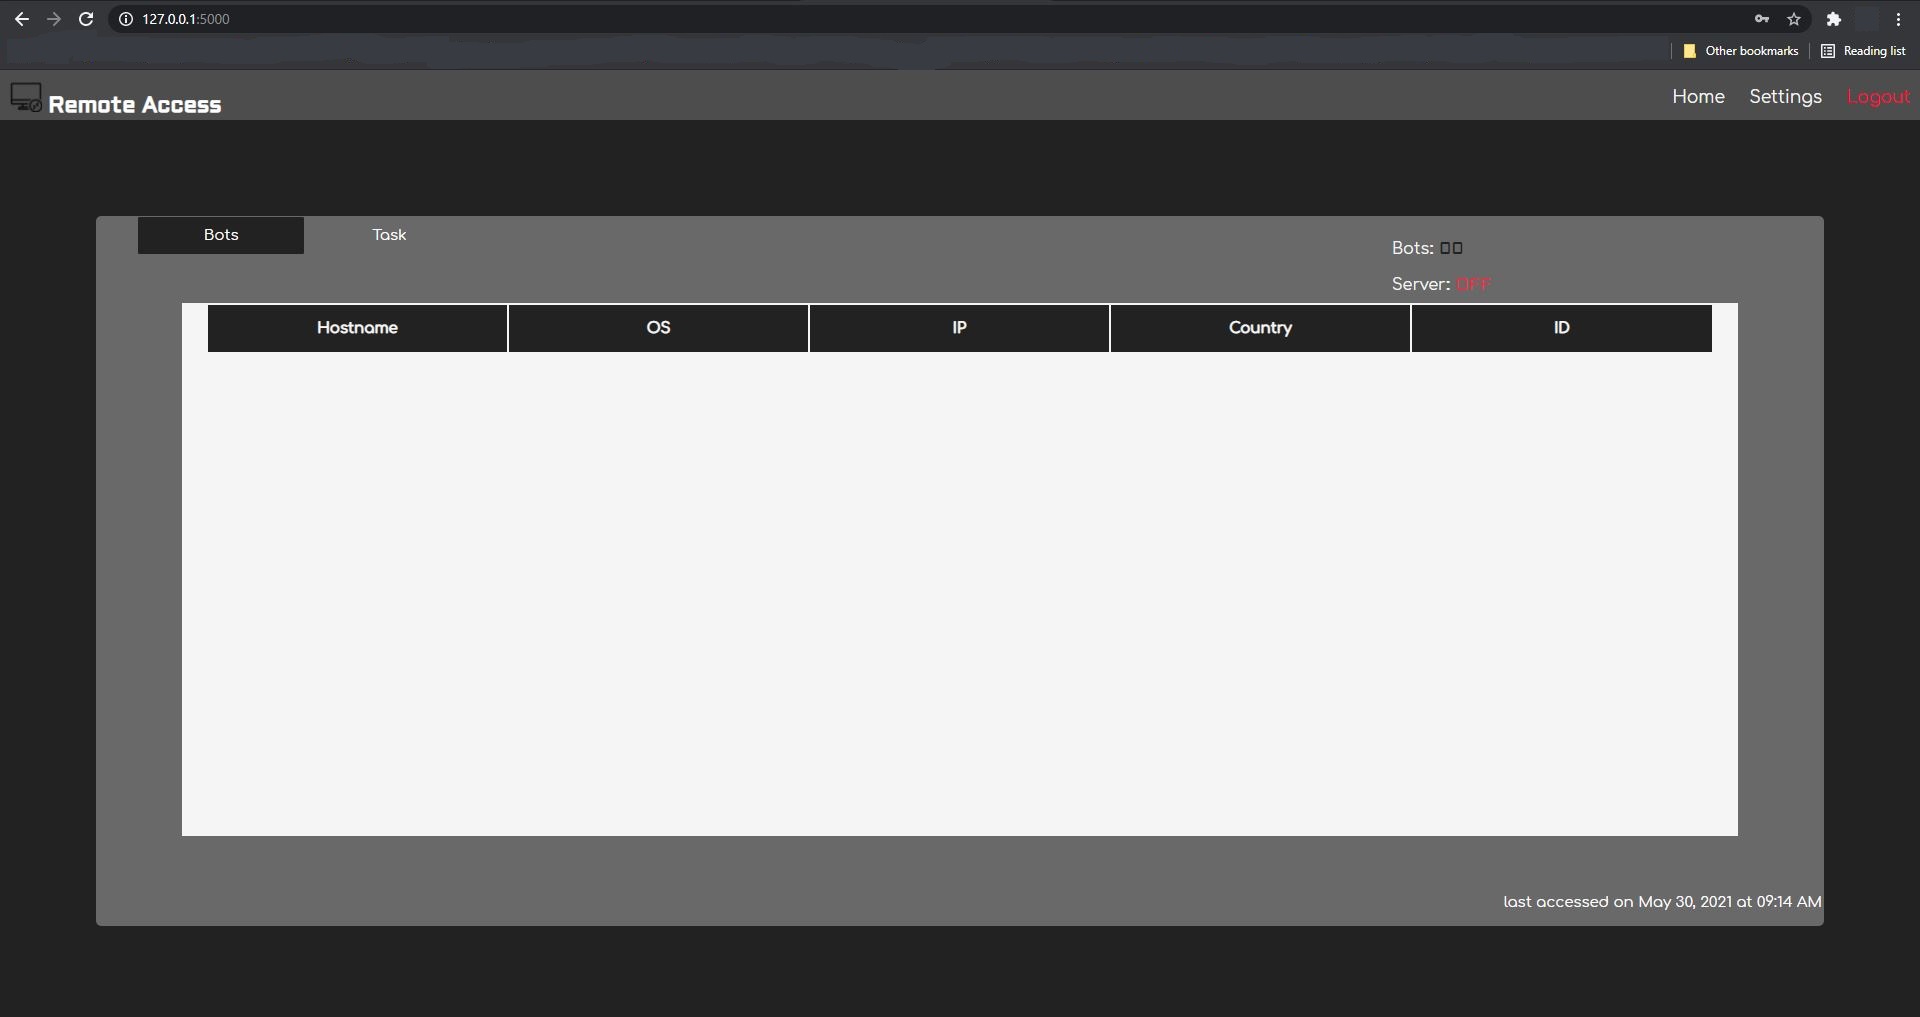 127.0.0.1:5000
Other bookmarks
Reading list
Remote Access
Home Settings Logout
Bots Task
Bots: 00
Server: OFF
Hostname OS IP Country ID
last accessed on May 30, 2021 at 09:14 AM